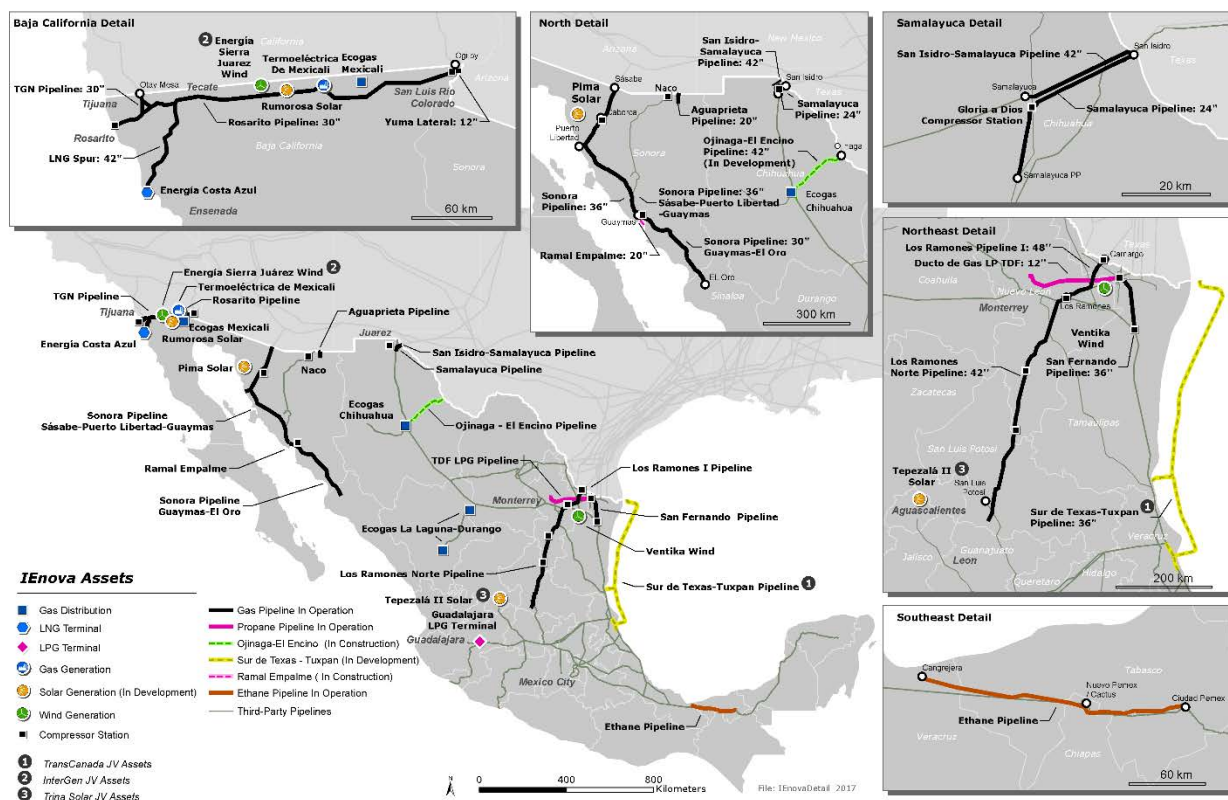 Baja California Detail
2
Energía
Sierra
Juarez
Wind
Termoeléctrica
De Mexicali
Ecogas
Mexicali
California
Otay Mesa
Tecate
Ogilby
Arizona
TGN Pipeline: 30"
Tijuana
Rosarito
Rumorosa Solar
San Luis Rio
Colorado
Rosarito Pipeline: 30"
Yuma Lateral: 12"
LNG Spur: 42"
Baja California
Sonora
Energía Costa Azul
Ensenada
60 km
North Detail
Arizona
New Mexico
San Isidro-
Samalayuca
Pipeline: 42"
San Isidro
Texas
Pima
Solar
Sásabe
Naco
Caborca
Aguaprieta
Pipeline: 20"
Samalayuca
Pipeline: 24"
Puerto
Libertad
Ojinaga-El Encino
Pipeline: 42"
(In Development)
Sonora
Chihuahua
Sonora
Pipeline: 36"
Sonora Pipeline: 36"
Sásabe-Puerto Libertad
-Guaymas
Ecogas
Chihuahua
Guaymas
Ramal Empalme: 20"
Sonora Pipeline: 30"
Guaymas-El Oro
EL Oro
Sinaloa
Durango
300 km
Samalayuca Detail
San Isidro-Samalayuca Pipeline 42"
San Isidro
Texas
Samalayuca
Gloria a Dios
Compressor Station
Samalayuca Pipeline: 24"
Chihuahua
Samalayuca PP
20 km
Northeast Detail
Los Ramones Pipeline I: 48"
Texas
Camargo
Ducto de Gas LP TDF: 12"
Coahuila
Nuevo León
Monterrey
Los Ramones
Ventika
Wind
Los Ramones
Norte Pipeline: 42"
San Fernando
Pipeline: 36"
Zacatecas
Tamaulipas
San Luis Potosi
Tepezalá II
Solar
3
San Luis
Potosí
Aguascalientes
Sur de Texas-Tuxpan
Pipeline: 36"
1
Veracruz
Jalisco
Guanajuato
Leon
Queretaro
Hidalgo
200 km
Southeast Detail
Cangrejera
Tabasco
Nuevo Pemex
/ Cactus
Ciudad Pemex
Ethane Pipeline
Veracruz
Chiapas
60 km
Energía Sierra Juárez Wind 2
Termoeléctrica de Mexicali
TGN Pipeline
Rosarito Pipeline
Tijuana
Ecogas Mexicali
Rumorosa Solar
Energía Costa Azul
Aguaprieta Pipeline
Juarez
San Isidro-Samalayuca Pipeline
Samalayuca Pipeline
Pima Solar
Naco
Sonora Pipeline
Sásabe-Puerto Libertad-Guaymas
Ecogas
Chihuahua
Ojinaga - El Encino Pipeline
Ramal Empalme
TDF LPG Pipeline
Los Ramones I Pipeline
Sonora Pipeline
Guaymas-El Oro
Monterrey
San Fernando Pipeline
Ecogas La Laguna-Durango
Ventika Wind
Los Ramones Norte Pipeline
Sur de Texas-Tuxpan Pipeline 1
Tepezalá II Solar 3
Guadalajara
LPG Terminal
Guadalajara
Mexico City
Ethane Pipeline
IEnova Assets
Gas Distribution
LNG Terminal
LPG Terminal
Gas Generation
Solar Generation (In Development)
Wind Generation
Compressor Station
1 TransCanada JV Assets
2 InterGen JV Assets
3 Trina Solar JV Assets
Gas Pipeline In Operation
Propane Pipeline In Operation
Ojinaga-El Encino (In Construction)
Sur de Texas - Tuxpan (In Development)
Ramal Empalme ( In Construction)
Ethane Pipeline In Operation
Third-Party Pipelines
N
0 400 800
Kilometers
File: IEnovaDetail 2017